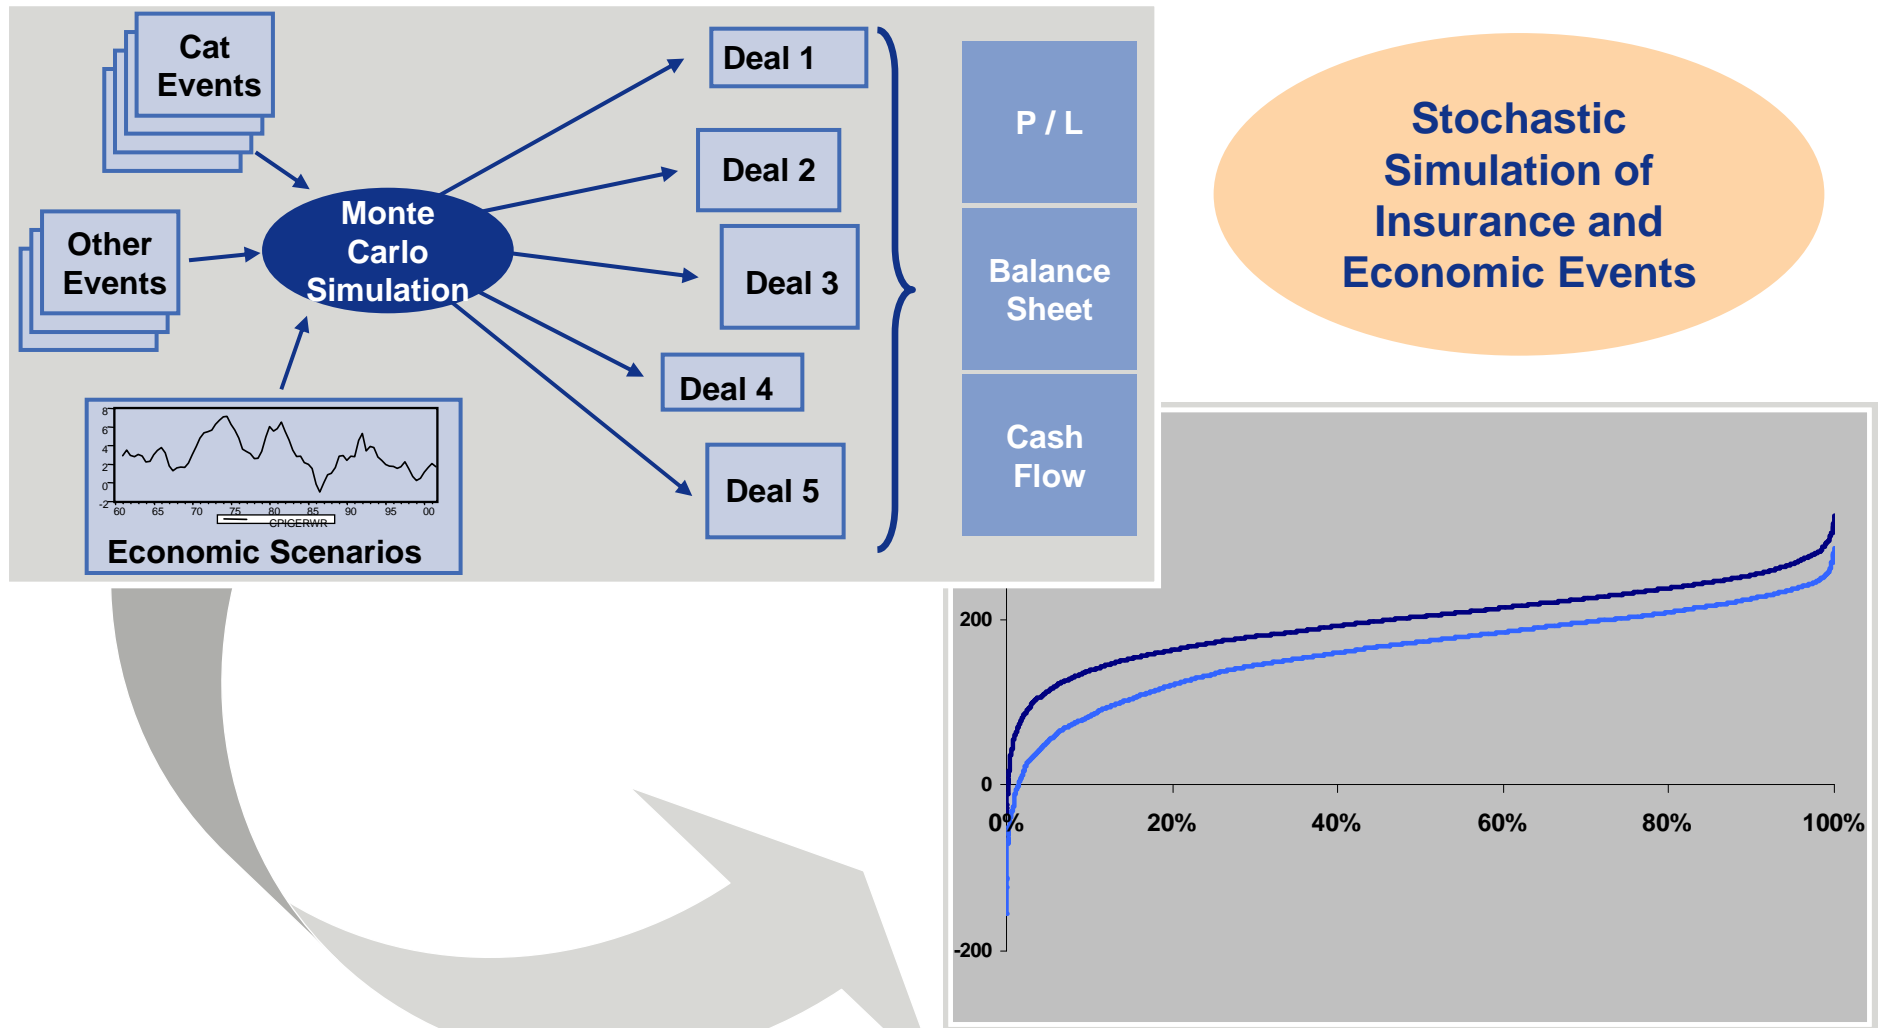 Cat
Events
Other
Events
Monte
Carlo
Simulation
8
6
4
2
0
-2
60 65 70 75 80 85 90 95 00
CPIGERWR
Economic Scenarios
Deal 1
Deal 2
Deal 3
Deal 4
Deal 5
P / L
Balance
Sheet
Cash
Flow
Stochastic
Simulation of
Insurance and
Economic Events
200
0
-200
0% 20% 40% 60% 80% 100%